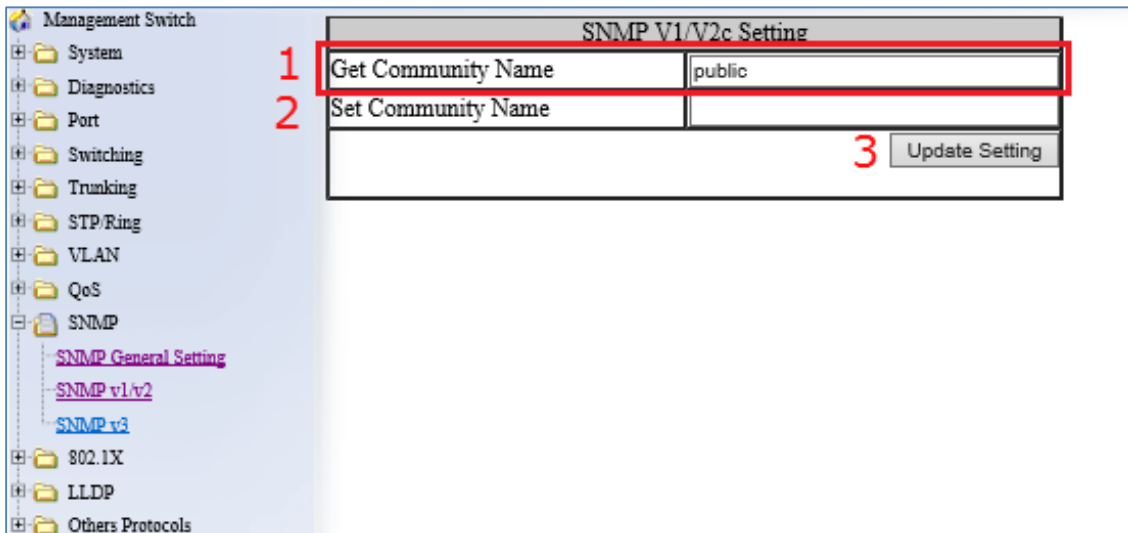 Management Switch
System
Diagnostics
Port
Switching
Trunking
STP/Ring
VLAN
QoS
SNMP
SNMP General Setting
SNMP v1/v2
SNMP v3
802.1X
LLDP
Others Protocols
SNMP V1/V2c Setting
1 Get Community Name public
2 Set Community Name
3 Update Setting